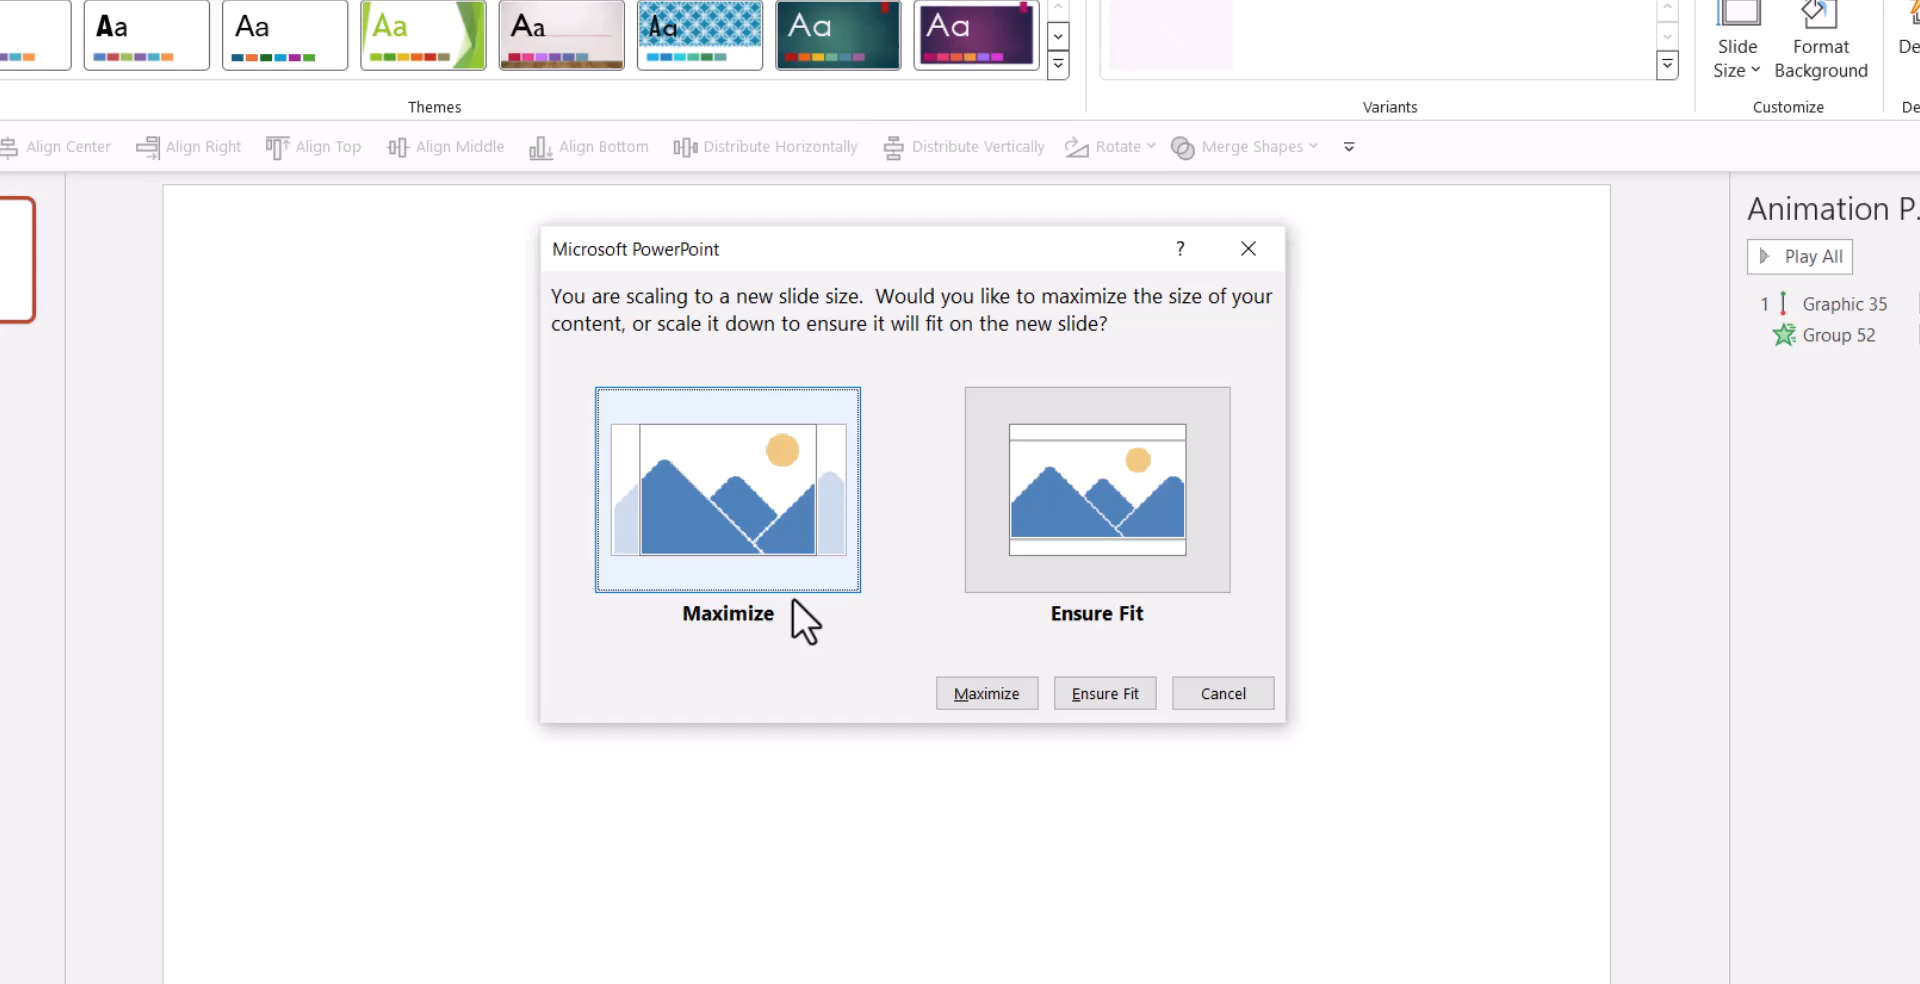 Aa Aa Aa Aa Aa Aa Aa
Slide Size
Format Background
De
Themes
Variants
Customize
De
Align Center Align Right Align Top Align Middle Align Bottom Distribute Horizontally Distribute Vertically Rotate Merge Shapes
Animation P...
Play All
1 Graphic 35
Group 52
Microsoft PowerPoint ?
You are scaling to a new slide size. Would you like to maximize the size of your
content, or scale it down to ensure it will fit on the new slide?
Maximize Ensure Fit
Maximize Ensure Fit Cancel